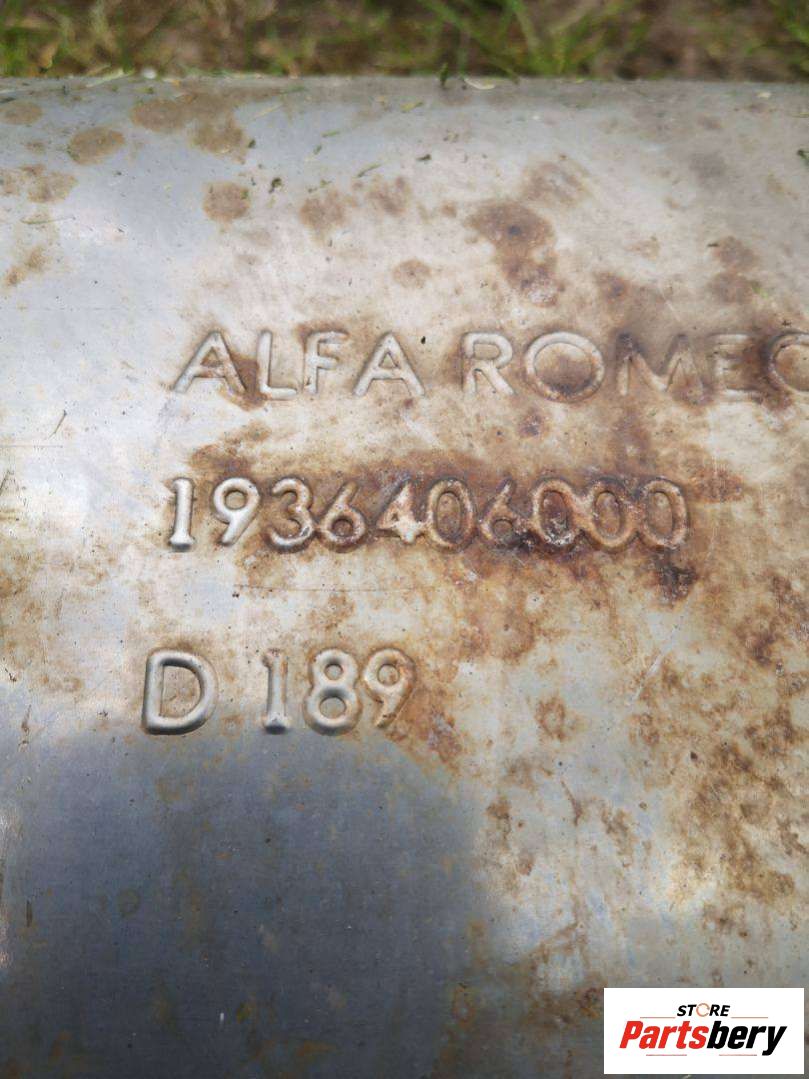 ALFA ROMEO
1936406000
D 189
STORE
Partsbery